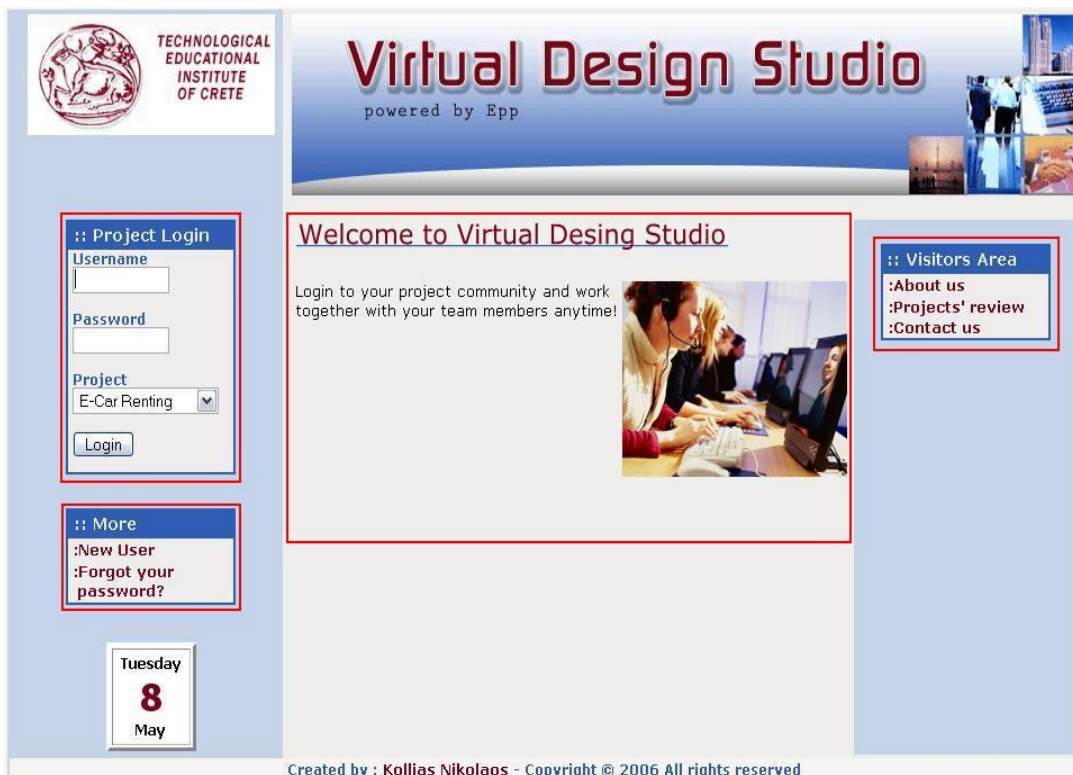 TECHNOLOGICAL
EDUCATIONAL
INSTITUTE
OF CRETE
Virtual Design Studio
powered by Epp
:: Project Login
Username
Password
Project
E-Car Renting
Login
:: More
:New User
:Forgot your
password?
Tuesday
8
May
Welcome to Virtual Desing Studio
Login to your project community and work
together with your team members anytime!
:: Visitors Area
:About us
:Projects' review
:Contact us
Created by : Kollias Nikolaos - Copyright © 2006 All rights reserved